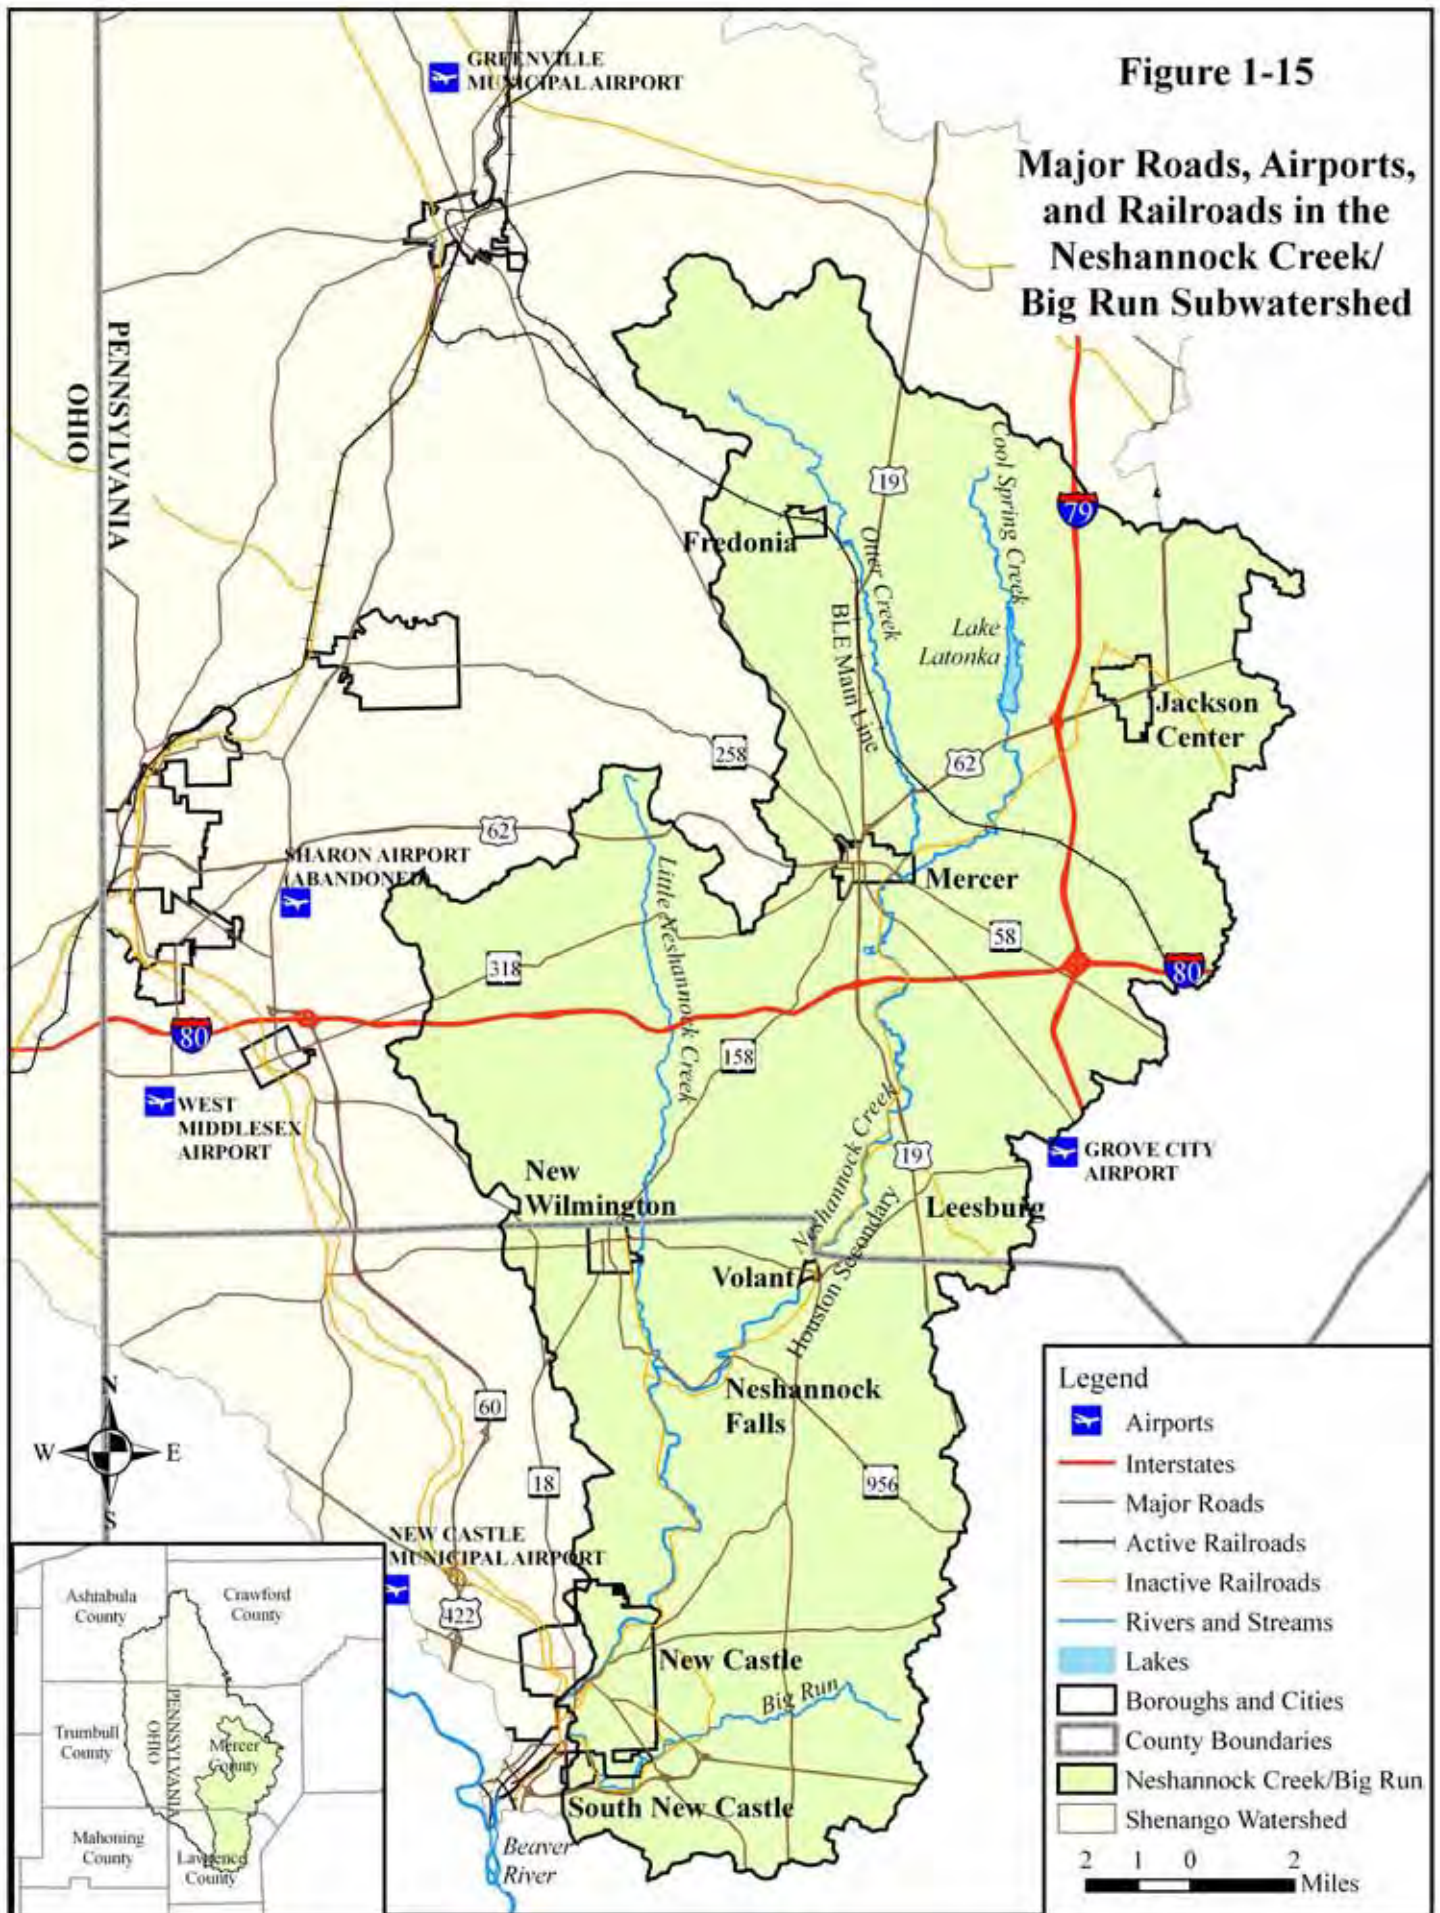 Figure 1-15
Major Roads, Airports,
and Railroads in the
Neshannock Creek/
Big Run Subwatershed
GREENVILLE
MUNICIPAL AIRPORT
PENNSYLVANIA
OHIO
19
79
Cool Spring Creek
Fredonia
Otter Creek
BLE Main Line
Lake
Latonka
Jackson
Center
258
62
62
SHARON AIRPORT
(ABANDONED)
Little Neshannock Creek
Mercer
58
318
80
80
158
WEST
MIDDLESEX
AIRPORT
Neshannock Creek
19
GROVE CITY
AIRPORT
New
Wilmington
Leesburg
Neshannock Creek
Houston Secondary
Volant
Neshannock
Falls
60
18
956
N
W
E
S
NEW CASTLE
MUNICIPAL AIRPORT
422
New Castle
Big Run
South New Castle
Beaver
River
Ashtabula
County
Crawford
County
Trumbull
County
PENNSYLVANIA
OHIO
Mercer
County
Mahoning
County
Lawrence
County
Legend
Airports
Interstates
Major Roads
Active Railroads
Inactive Railroads
Rivers and Streams
Lakes
Boroughs and Cities
County Boundaries
Neshannock Creek/Big Run
Shenango Watershed
2 1 0 2
Miles